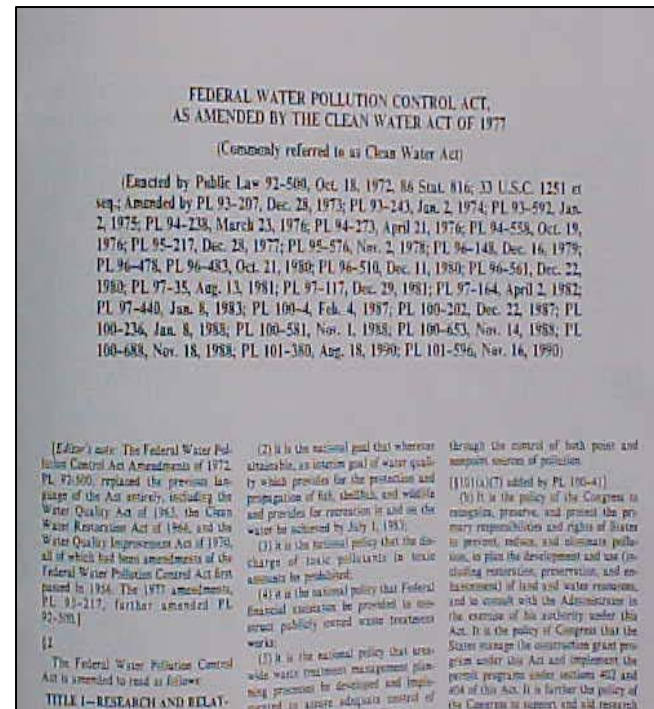 FEDERAL WATER POLLUTION CONTROL ACT,
AS AMENDED BY THE CLEAN WATER ACT OF 1977
(Commonly referred to as Clean Water Act)
(Enacted by Public Law 92-500, Oct. 18, 1972, 86 Stat. 816; 33 U.S.C. 1251 et
seq.; Amended by PL 93-207, Dec. 28, 1973; PL 93-243, Jan. 2, 1974; PL 93-592, Jan.
2, 1975; PL 94-238, March 23, 1976; PL 94-273, April 21, 1976; PL 94-558, Oct. 19,
1976; PL 95-217, Dec. 28, 1977; PL 95-576, Nov. 2, 1978; PL 96-148, Dec. 16, 1979;
PL 96-478, PL 96-483, Oct. 21, 1980; PL 96-510, Dec. 11, 1980; PL 96-561, Dec. 22,
1980; PL 97-35, Aug. 13, 1981; PL 97-117, Dec. 29, 1981; PL 97-164, April 2, 1982;
PL 97-440, Jan. 8, 1983; PL 100-4, Feb. 4, 1987; PL 100-202, Dec. 22, 1987; PL
100-236, Jan. 8, 1988; PL 100-581, Nov. 1, 1988; PL 100-653, Nov. 14, 1988; PL
100-688, Nov. 18, 1988; PL 101-380, Aug. 18, 1990; PL 101-596, Nov. 16, 1990)
[Editor's note: The Federal Water Pol-
lution Control Act Amendments of 1972,
PL 92-500, replaced the previous lan-
guage of the Act entirely, including the
Water Quality Act of 1965, the Clean
Water Restoration Act of 1966, and the
Water Quality Improvement Act of 1970,
all of which had been amendments of the
Federal Water Pollution Control Act first
passed in 1956. The 1977 amendments,
PL 95-217, further amended PL
92-500.]
The Federal Water Pollution Control
Act is amended to read as follows:
TITLE I—RESEARCH AND RELAT-
(2) it is the national goal that wherever
attainable, an interim goal of water quali-
ty which provides for the protection and
propagation of fish, shellfish, and wildlife
and provides for recreation in and on the
water be achieved by July 1, 1983;
(3) it is the national policy that the dis-
charge of toxic pollutants in toxic
amounts be prohibited;
(4) it is the national policy that Federal
financial assistance be provided to con-
struct publicly owned waste treatment
works;
(5) it is the national policy that area-
wide waste treatment management plan-
ning processes be developed and imple-
mented to assure adequate control of
through the control of both point and
nonpoint sources of pollution.
[§101(a)(7) added by PL 100-4]
(b) It is the policy of the Congress to
recognize, preserve, and protect the pri-
mary responsibilities and rights of States
to prevent, reduce, and eliminate pollu-
tion, to plan the development and use (in-
cluding restoration, preservation, and en-
hancement) of land and water resources,
and to consult with the Administrator in
the exercise of his authority under this
Act. It is the policy of Congress that the
States manage the construction grant pro-
gram under this Act and implement the
permit programs under sections 402 and
404 of this Act. It is further the policy of
the Congress to support and aid research